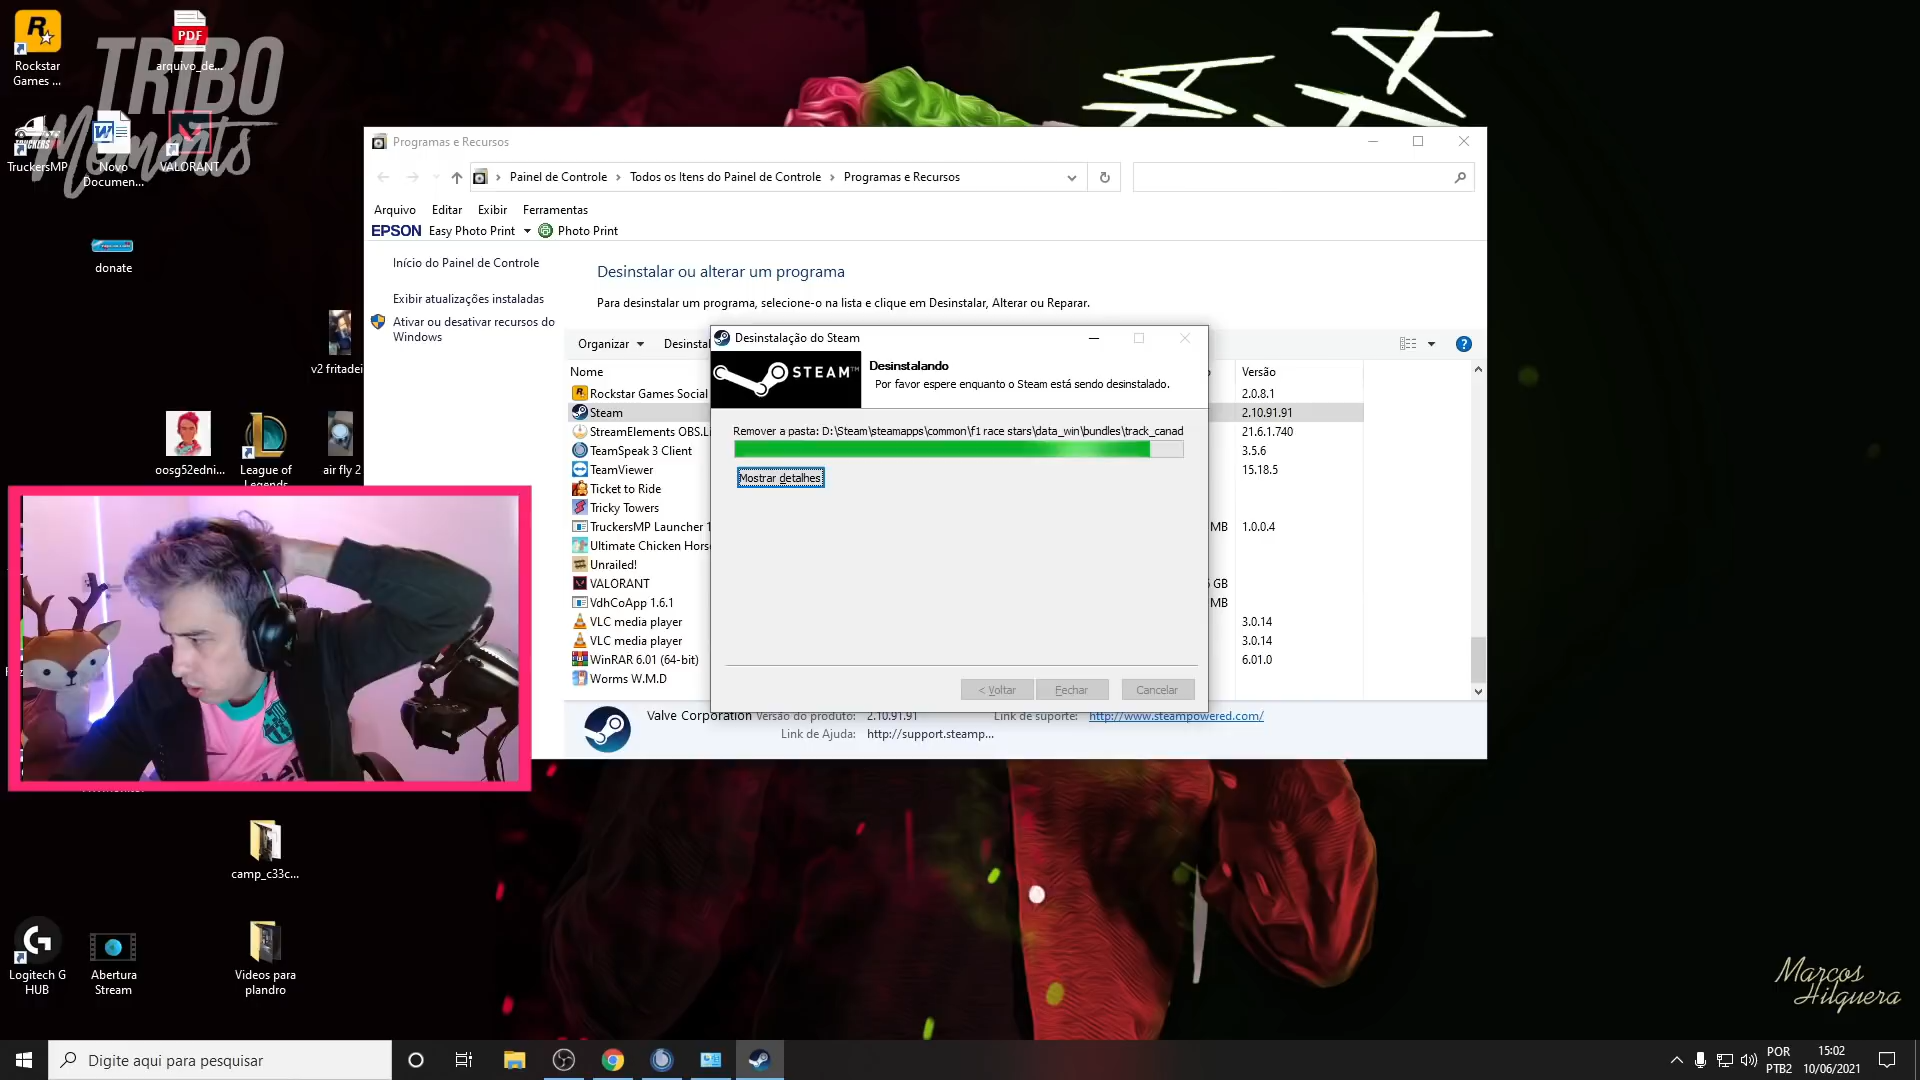 Rockstar
Games ...
PDF
arquivo_de...
TRIBO
Moments
TruckersMP
Novo
Documen...
VALORANT
donate
v2 fritadei
oosg52edni...
League of
Legends
air fly 2
camp_c33c...
Logitech G
HUB
Abertura
Stream
Videos para
plandro
Programas e Recursos
Painel de Controle
Todos os Itens do Painel de Controle
Programas e Recursos
Arquivo
Editar
Exibir
Ferramentas
EPSON
Easy Photo Print
Photo Print
Início do Painel de Controle
Exibir atualizações instaladas
Ativar ou desativar recursos do
Windows
Desinstalar ou alterar um programa
Para desinstalar um programa, selecione-o na lista e clique em Desinstalar, Alterar ou Reparar.
Organizar
Desinstal
Nome
Versão
Rockstar Games Social
2.0.8.1
Steam
2.10.91.91
StreamElements OBS.Li
21.6.1.740
TeamSpeak 3 Client
3.5.6
TeamViewer
15.18.5
Ticket to Ride
Tricky Towers
TruckersMP Launcher 1
MB
1.0.0.4
Ultimate Chicken Hors
Unrailed!
VALORANT
GB
VdhCoApp 1.6.1
MB
VLC media player
3.0.14
VLC media player
3.0.14
WinRAR 6.01 (64-bit)
6.01.0
Worms W.M.D
Desinstalação do Steam
STEAM™
Desinstalando
Por favor espere enquanto o Steam está sendo desinstalado.
Remover a pasta: D:\Steam\steamapps\common\f1 race stars\data_win\bundles\track_canad
Mostrar detalhes
< Voltar
Fechar
Cancelar
Valve Corporation
Versão do produto:
2.10.91.91
Link de suporte:
http://www.steampowered.com/
Link de Ajuda:
http://support.steamp...
Marcos
Hilguera
Digite aqui para pesquisar
POR
PTB2
15:02
10/06/2021